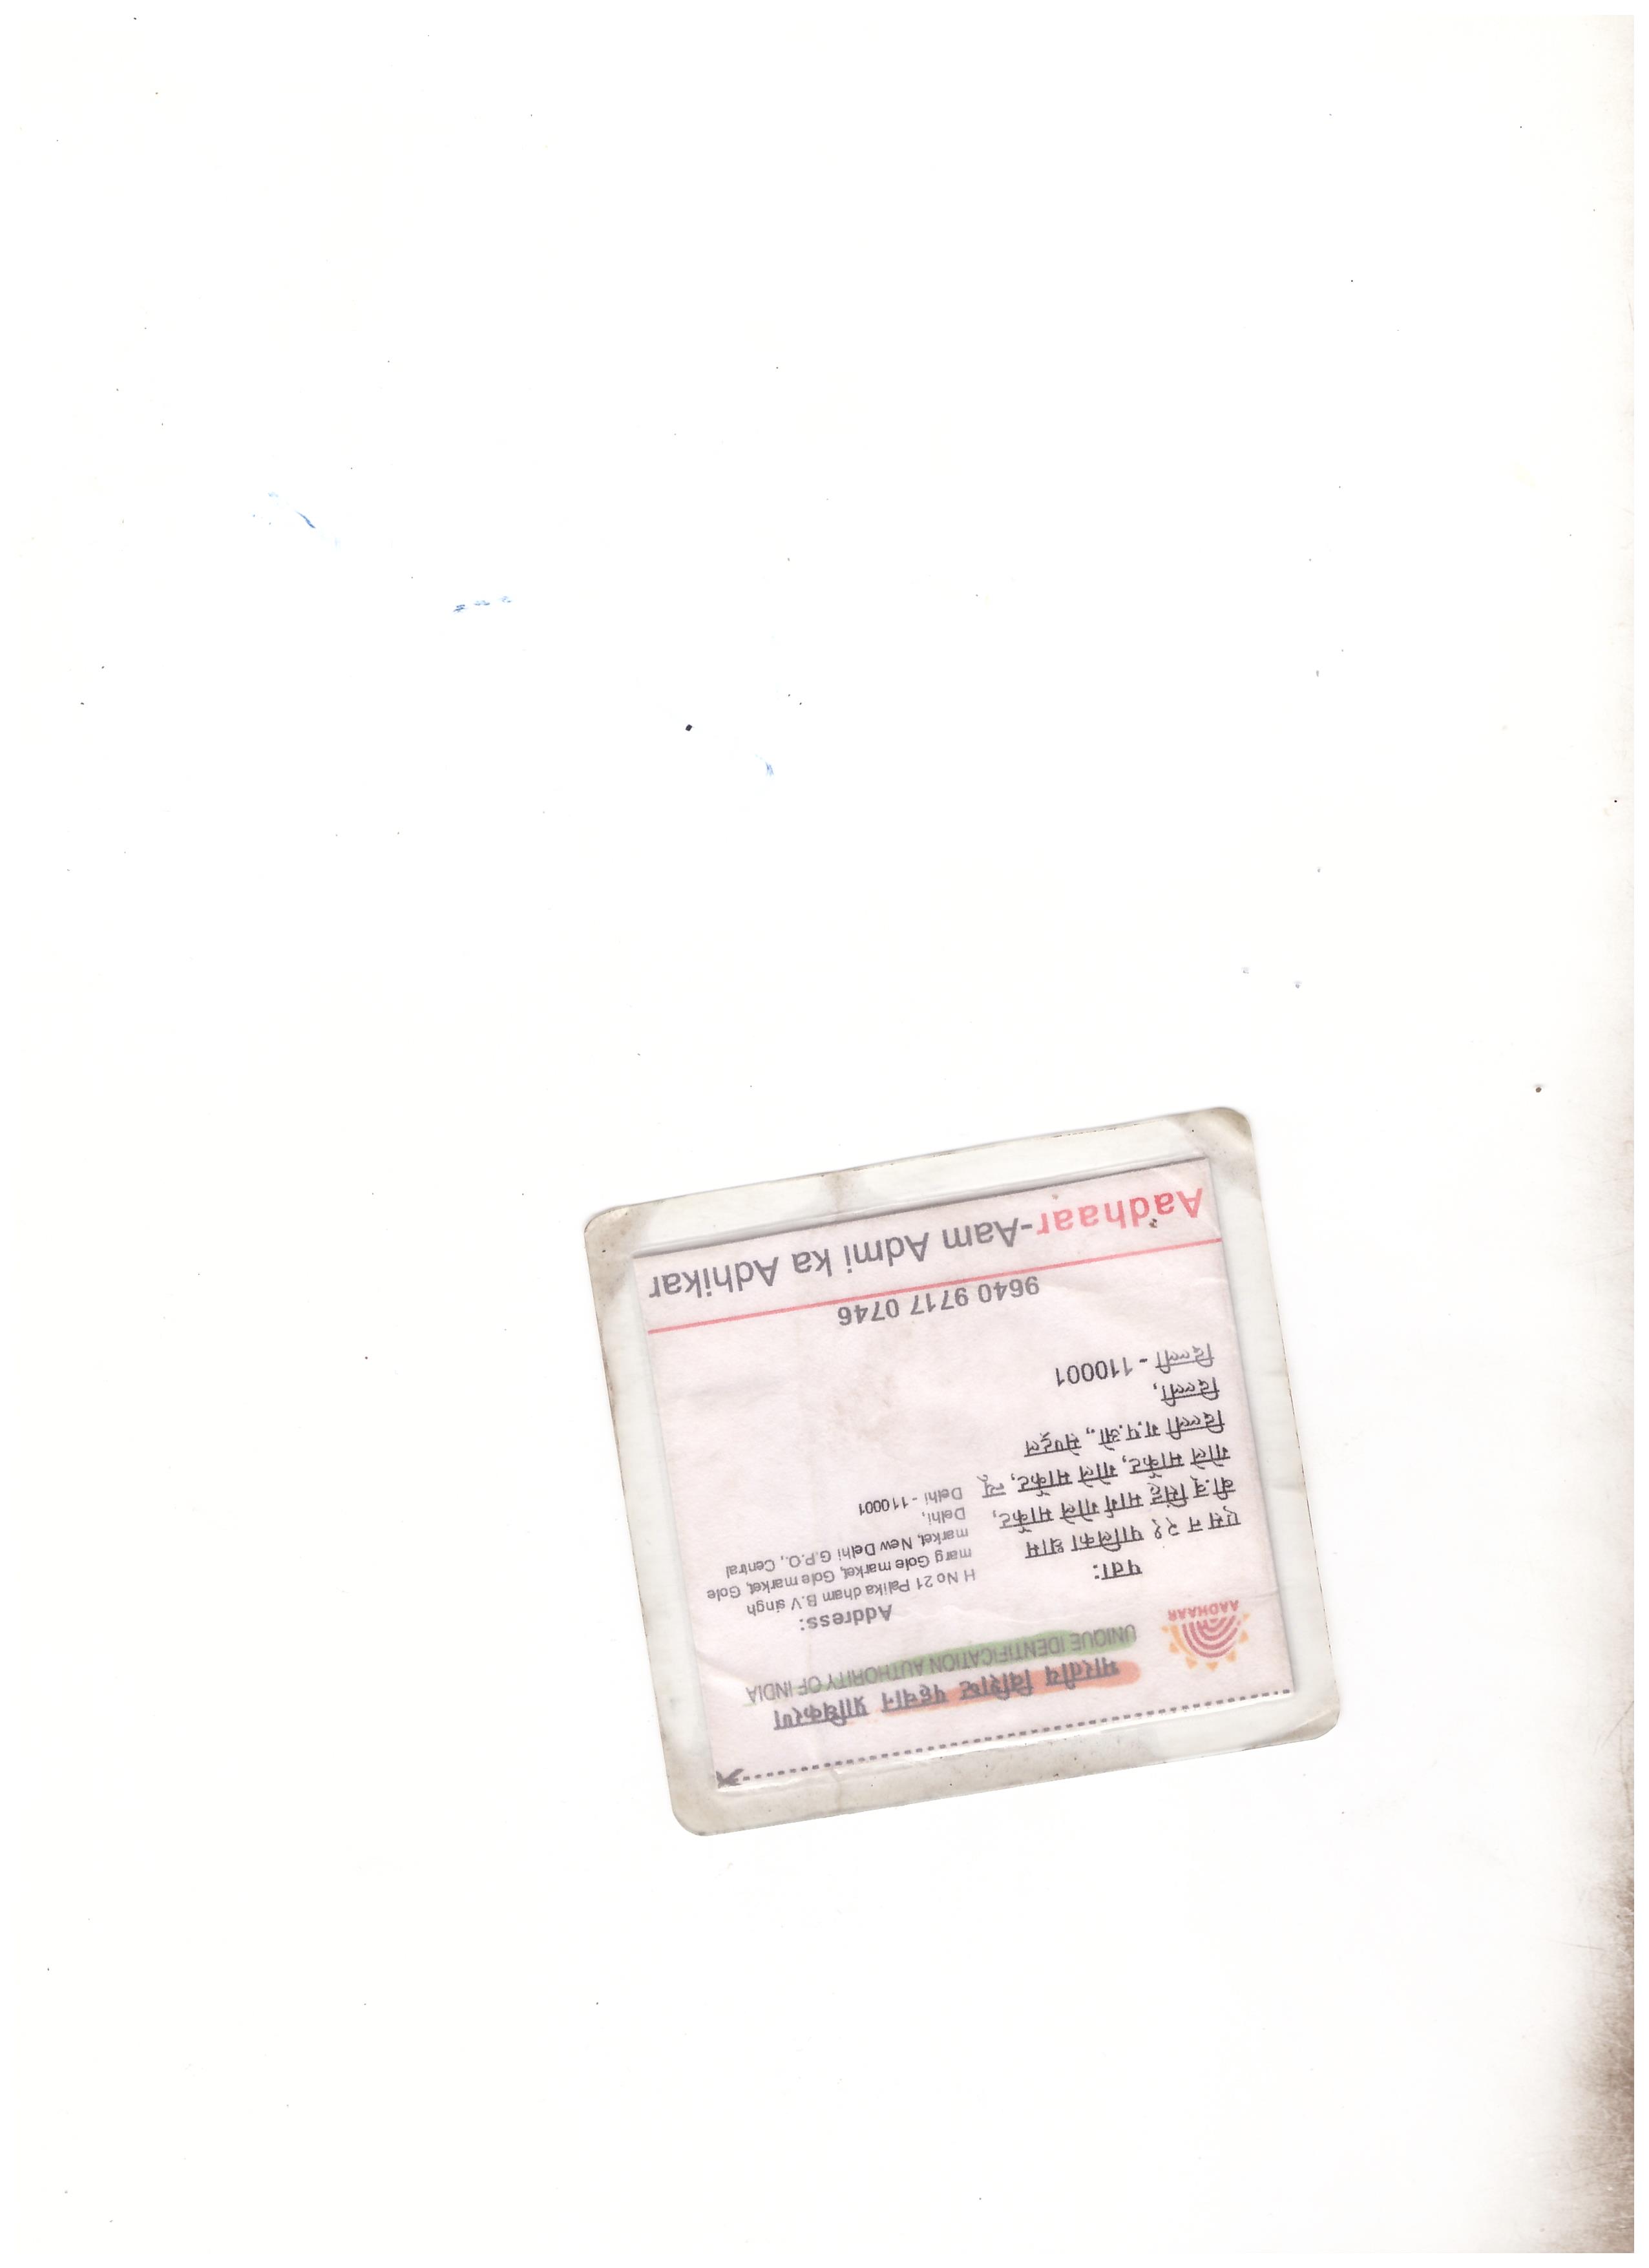 भारतीय विशिष्ट पहचान प्राधिकरण
UNIQUE IDENTIFICATION AUTHORITY OF INDIA
AADHAAR
पता:
एस न २१ पालिका धाम
बी.व् सिंह मार्ग गोले मार्केट,
गोले मार्केट, गोले मार्केट, न्यू
दिल्ली ग.प.ओ., सेण्ट्रल
दिल्ली,
दिल्ली - 110001
Address:
H No 21 Palika dham B.V singh
marg Gole market, Gole market, Gole
market, New Delhi G.P.O., Central
Delhi,
Delhi - 110001
9640 9717 0746
Aadhaar-Aam Admi ka Adhikar